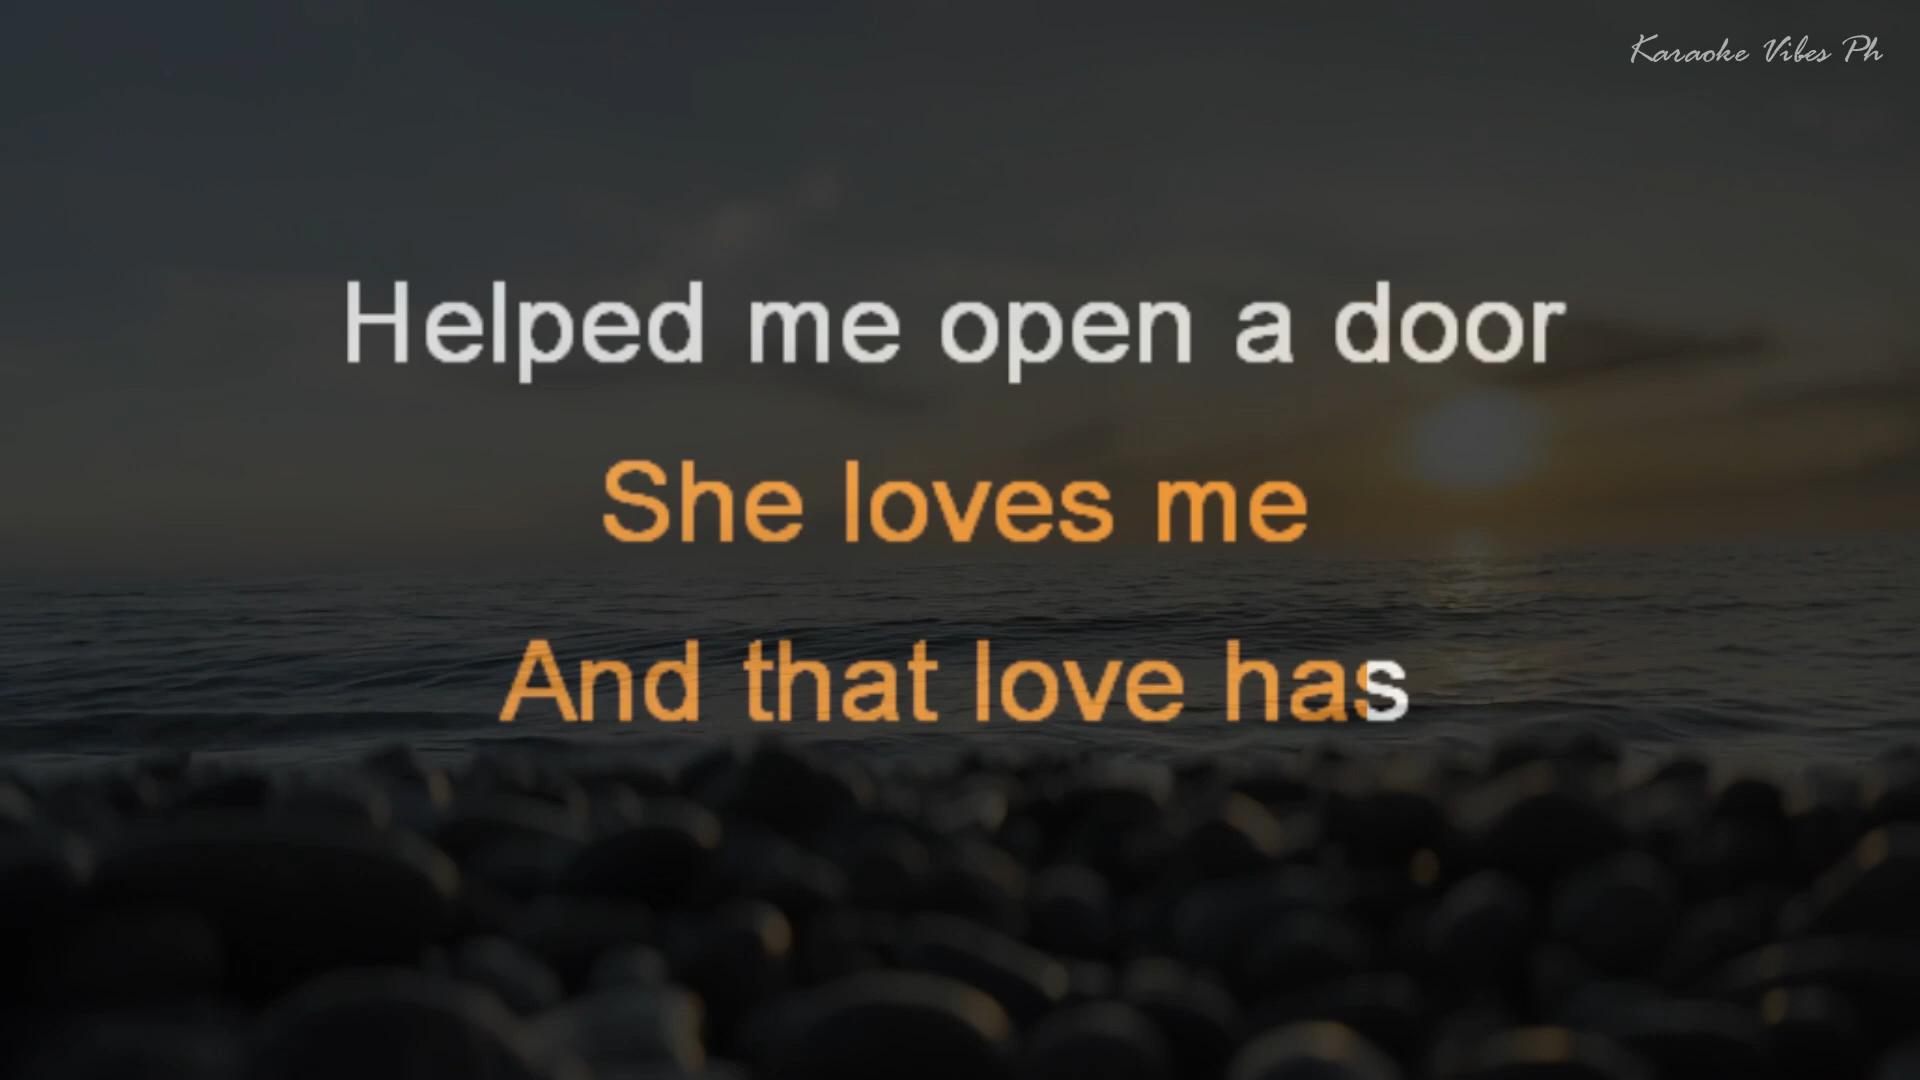 Karaoke Vibes Ph
Helped me open a door
She loves me
And that love has